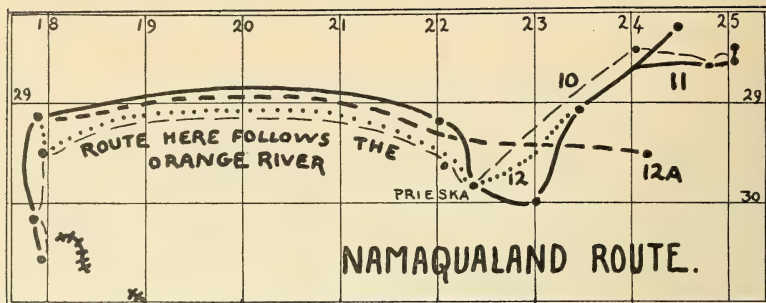 18 19 20 21 22 23 24 25
10
11
29 29
ROUTE HERE FOLLOWS THE
ORANGE RIVER
12
12A
PRIESKA
30
NAMAQUALAND ROUTE.